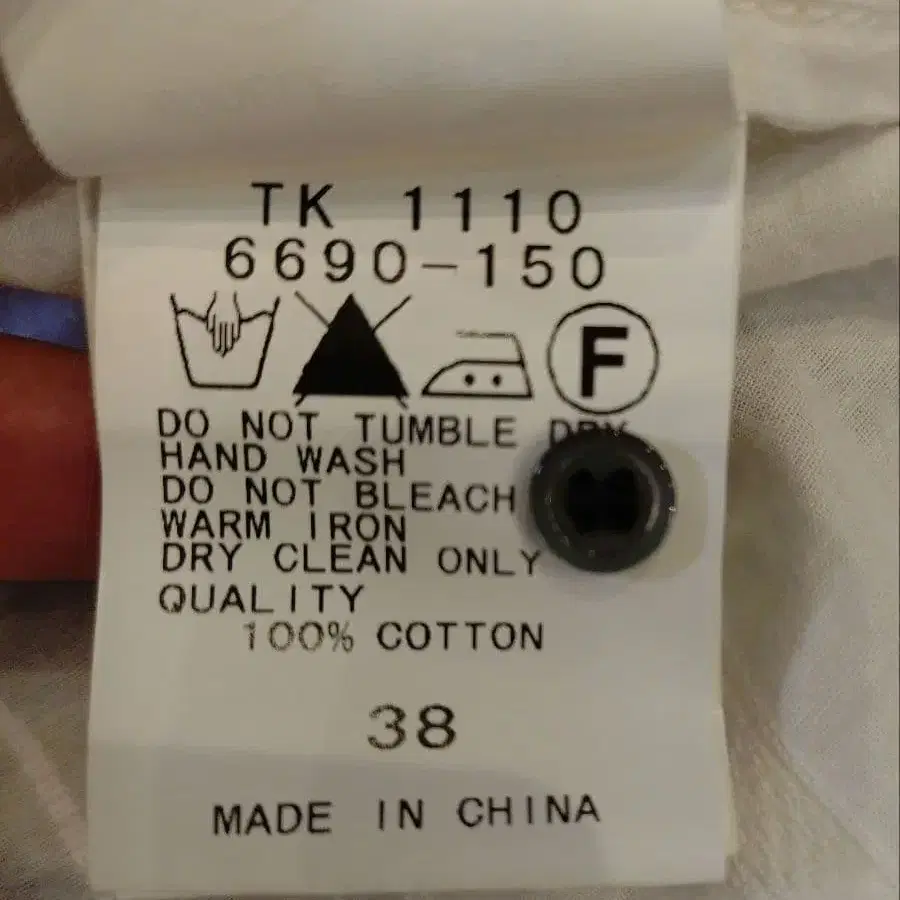 TK 1110
6690-150
F
DO NOT TUMBLE DRY
HAND WASH
DO NOT BLEACH
WARM IRON
DRY CLEAN ONLY
QUALITY
100% COTTON
38
MADE IN CHINA